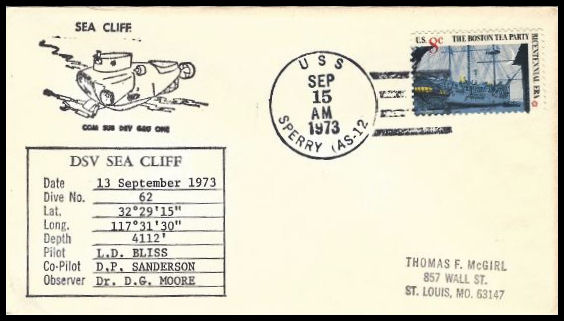 SEA CLIFF
COM SUB DEV GRU ONE
DSV SEA CLIFF
Date 13 September 1973
Dive No. 62
Lat. 32°29'15"
Long. 117°31'30"
Depth 4112'
Pilot L.D. BLISS
Co-Pilot D.P. SANDERSON
Observer Dr. D.G. MOORE
USS
SEP
15
AM
1973
SPERRY (AS-12
U.S. 8c THE BOSTON TEA PARTY
BICENTENNIAL ERA
THOMAS F. McGIRL
857 WALL ST.
ST. LOUIS, MO. 63147